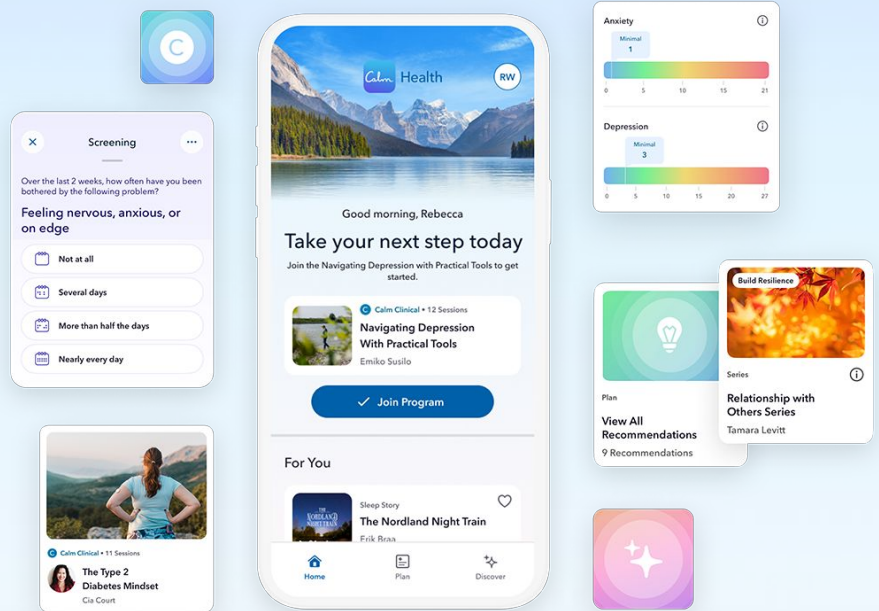 C
Screening
Over the last 2 weeks, how often have you been
bothered by the following problem?
Feeling nervous, anxious, or
on edge
Not at all
Several days
More than half the days
Nearly every day
C Calm Clinical • 11 Sessions
The Type 2
Diabetes Mindset
Cia Court
Calm Health
RW
Good morning, Rebecca
Take your next step today
Join the Navigating Depression with Practical Tools to get
started.
C Calm Clinical • 12 Sessions
Navigating Depression
With Practical Tools
Emiko Susilo
Join Program
For You
THE
NORDLAND
NIGHT TRAIN
Sleep Story
The Nordland Night Train
Erik Braa
Home
Plan
Discover
Anxiety
Minimal
1
0 5 10 15 21
Depression
Minimal
3
0 5 10 15 20 27
Plan
View All
Recommendations
9 Recommendations
Build Resilience
Series
Relationship with
Others Series
Tamara Levitt